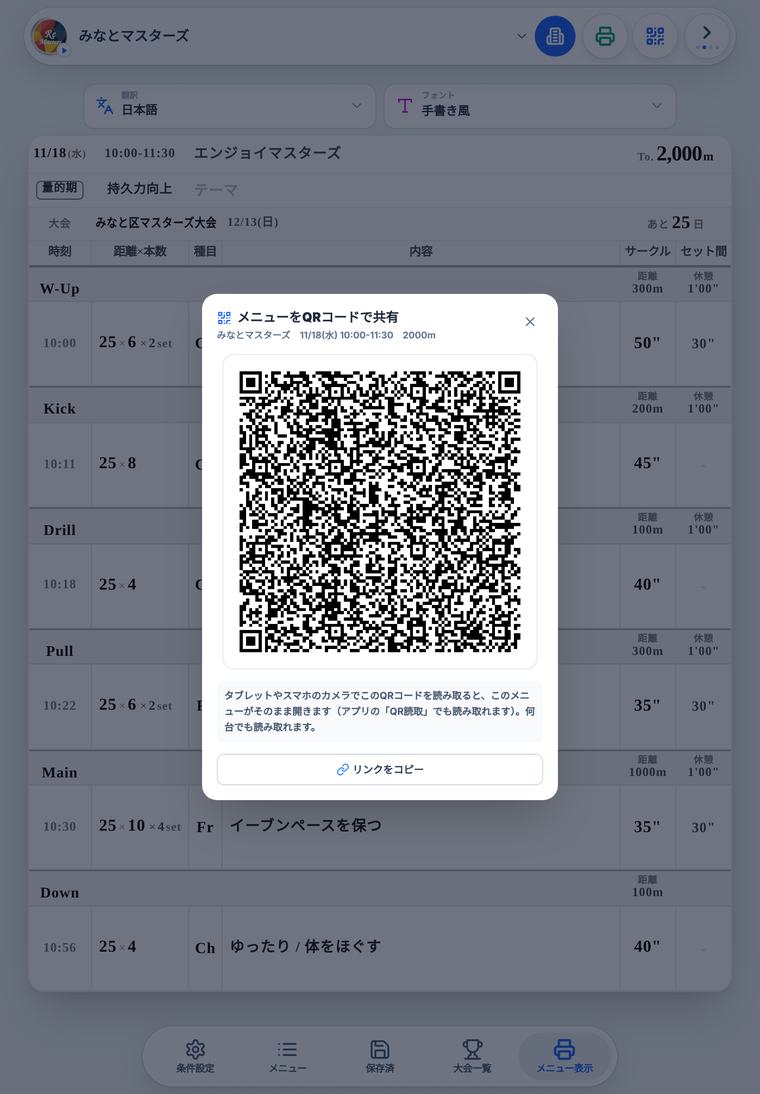 みなとマスターズ
翻訳
日本語
フォント
手書き風
11/18(水) 10:00-11:30 エンジョイマスターズ To. 2,000m
量的期 持久力向上 テーマ
大会 みなと区マスターズ大会 12/13(日) あと 25 日
時刻 距離×本数 種目 内容 サークル セット間
W-Up 距離 300m 休憩 1'00"
10:00 25×6×2set 50" 30"
Kick 距離 200m 休憩 1'00"
10:11 25×8 45" -
Drill 距離 100m 休憩 1'00"
10:18 25×4 40" -
Pull 距離 300m 休憩 1'00"
10:22 25×6×2set 35" 30"
Main 距離 1000m 休憩 1'00"
10:30 25×10×4set Fr イーブンペースを保つ 35" 30"
Down 距離 100m
10:56 25×4 Ch ゆったり / 体をほぐす 40" -
メニューをQRコードで共有
みなとマスターズ 11/18(水) 10:00-11:30 2000m
タブレットやスマホのカメラでこのQRコードを読み取ると、このメニ
ューがそのまま開きます（アプリの「QR読取」でも読み取れます）。何
台でも読み取れます。
リンクをコピー
条件設定 メニュー 保存済 大会一覧 メニュー表示